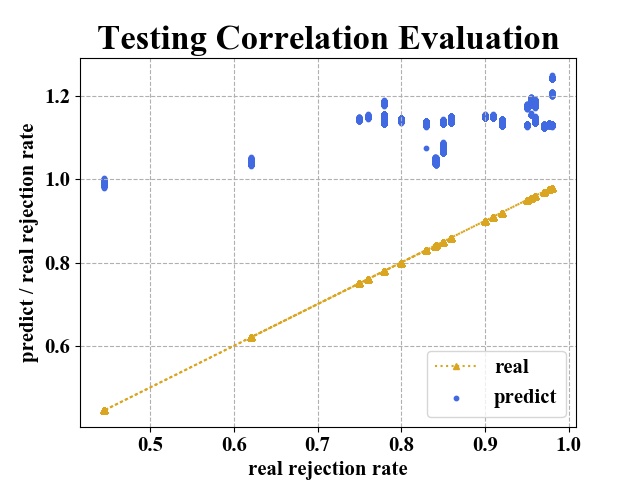 Testing Correlation Evaluation
predict / real rejection rate
1.2
1.0
0.8
0.6
real
predict
0.5 0.6 0.7 0.8 0.9 1.0
real rejection rate